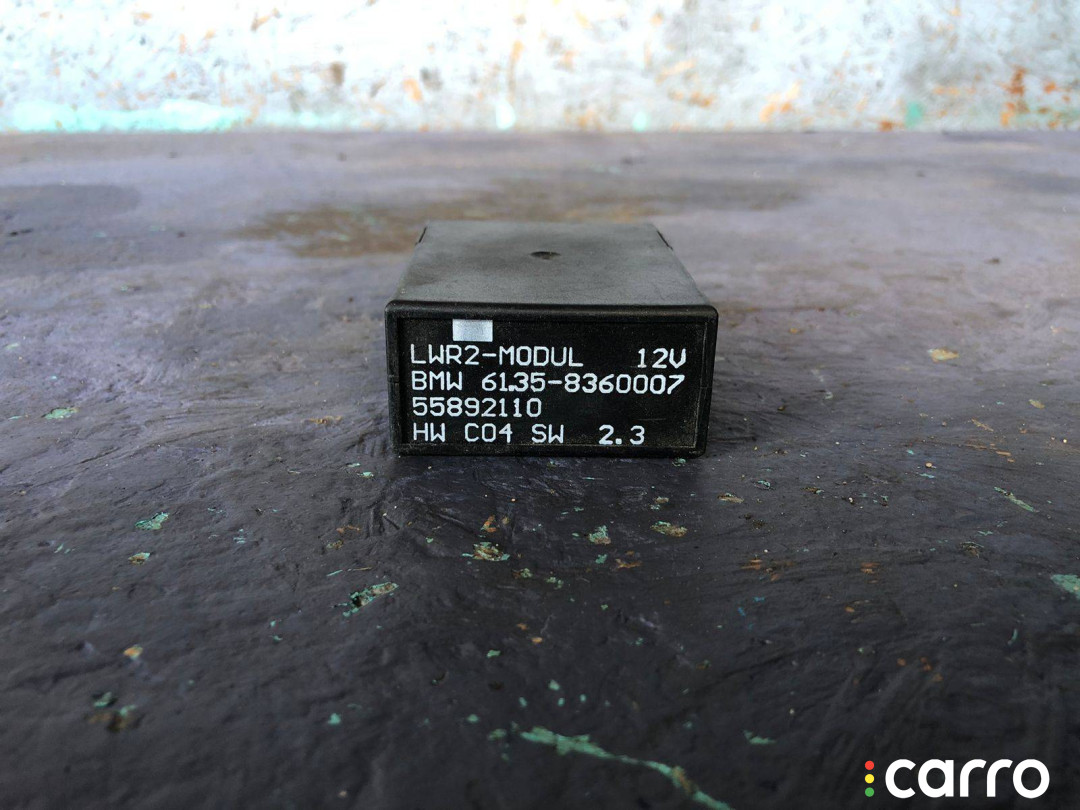 LWR2-MODUL 12V
BMW 61.35-8360007
55892110
HW C04 SW 2.3
carro